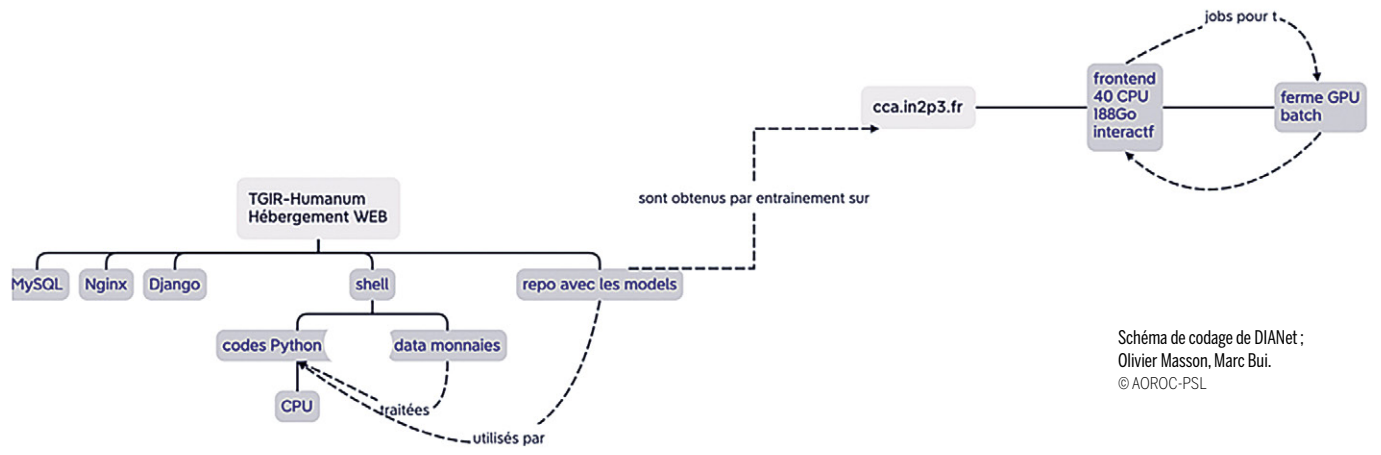 jobs pour t
frontend
40 CPU
188Go
interactf
ferme GPU
batch
cca.in2p3.fr
sont obtenus par entrainement sur
TGIR-Humanum
Hébergement WEB
MySQL
Nginx
Django
shell
repo avec les models
codes Python
data monnaies
CPU
traitées
utilisés par
Schéma de codage de DIANet ;
Olivier Masson, Marc Bui.
© AOROC-PSL